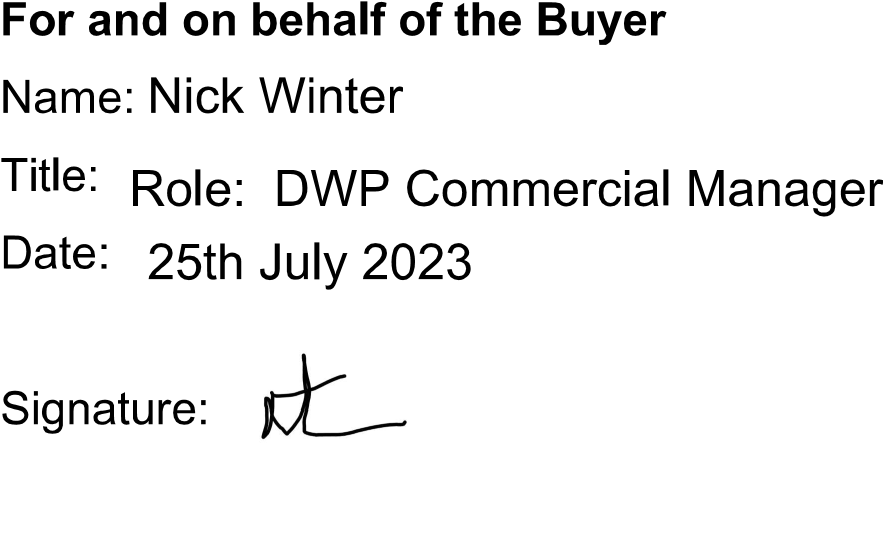 For and on behalf of the Buyer
Name: Nick Winter
Title: Role: DWP Commercial Manager
Date: 25th July 2023
Signature: